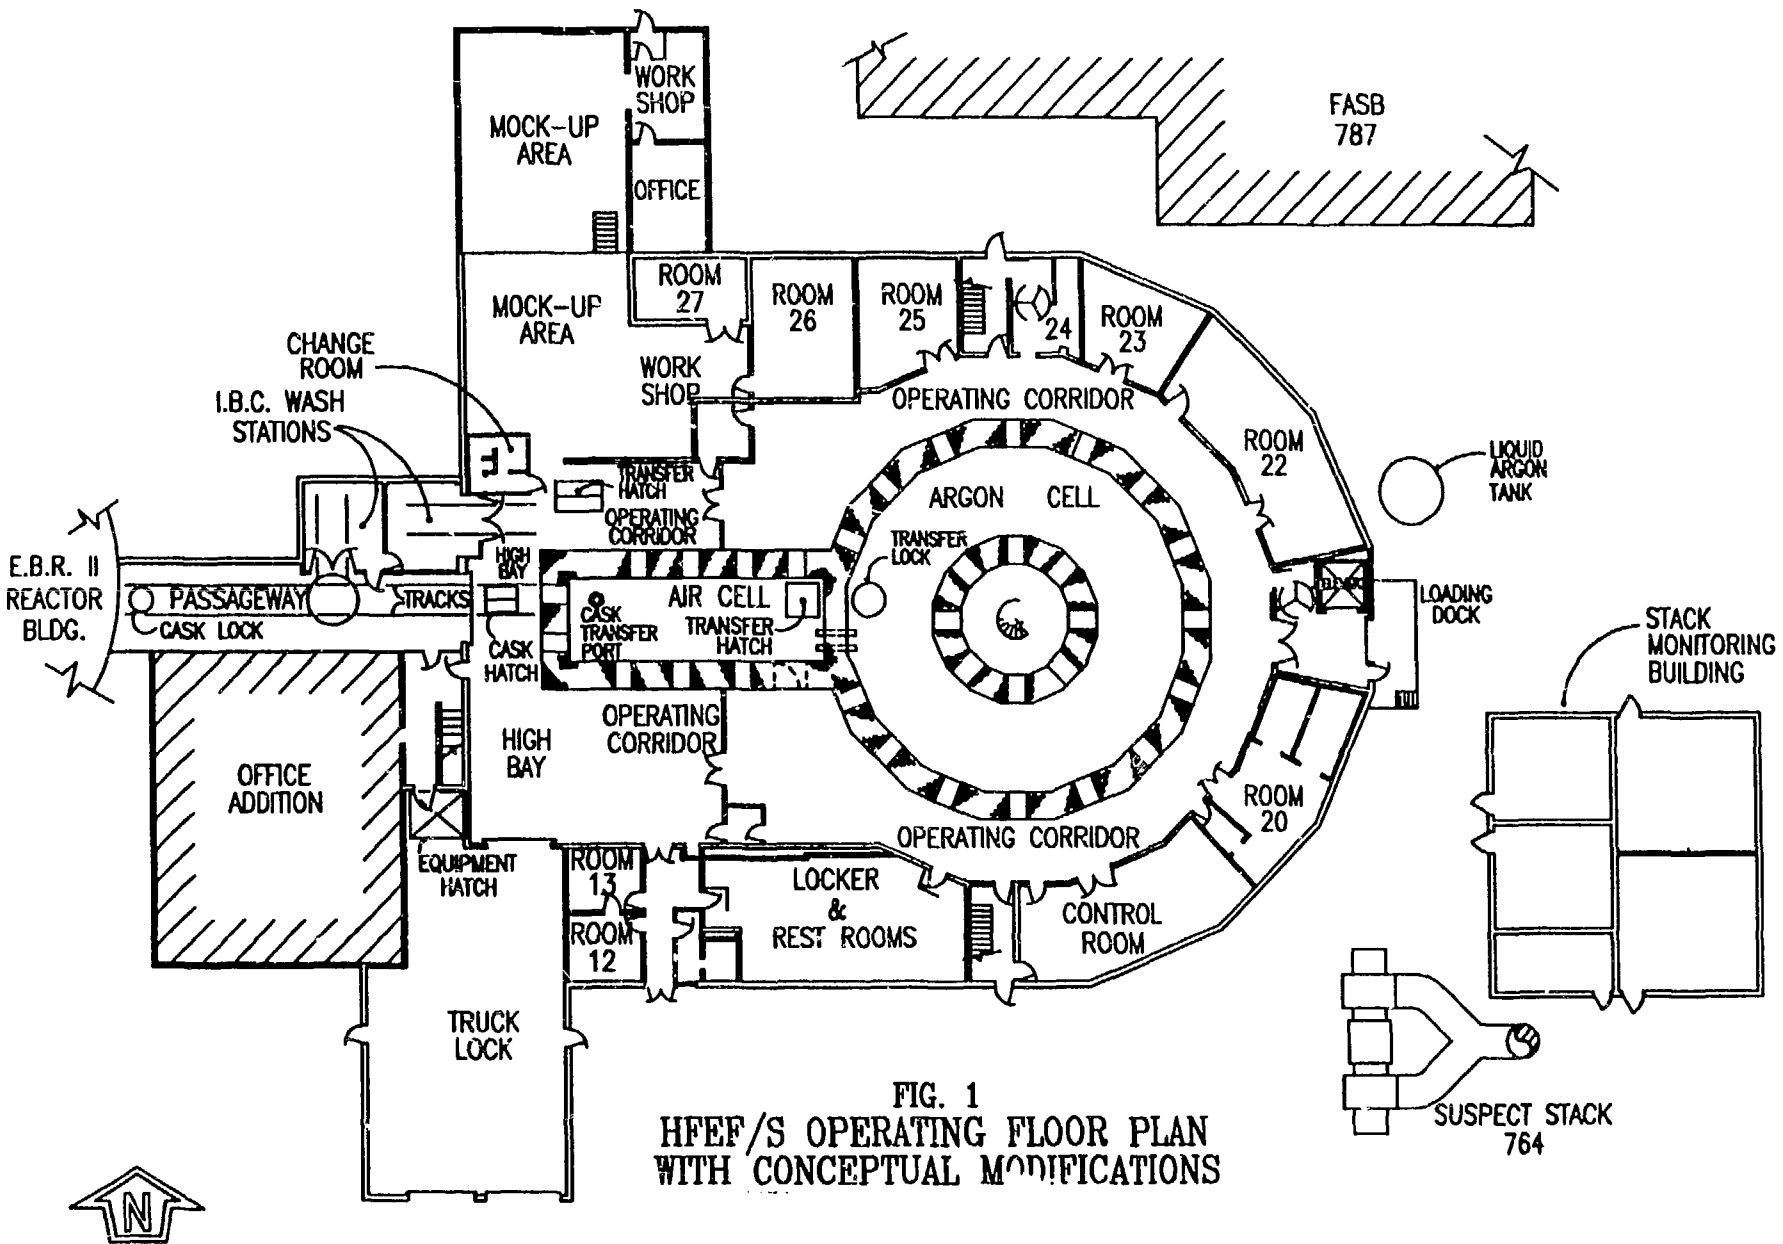 WORK
SHOP
MOCK-UP
AREA
OFFICE
FASB
787
ROOM
27
MOCK-UP
AREA
ROOM
26
ROOM
25
24
ROOM
23
CHANGE
ROOM
I.B.C. WASH
STATIONS
WORK
SHOP
OPERATING CORRIDOR
ROOM
22
LIQUID
ARGON
TANK
TRANSFER
HATCH
OPERATING
CORRIDOR
ARGON CELL
TRANSFER
LOCK
E.B.R. II
REACTOR
BLDG.
HIGH
BAY
PASSAGEWAY
TRACKS
CASK LOCK
CASK
HATCH
AIR CELL
CASK
TRANSFER
PORT
TRANSFER
HATCH
LOADING
DOCK
STACK
MONITORING
BUILDING
OPERATING
CORRIDOR
HIGH
BAY
OFFICE
ADDITION
ROOM
20
OPERATING CORRIDOR
EQUIPMENT
HATCH
ROOM
13
ROOM
12
LOCKER
&
REST ROOMS
CONTROL
ROOM
TRUCK
LOCK
SUSPECT STACK
764
FIG. 1
HFEF/S OPERATING FLOOR PLAN
WITH CONCEPTUAL MODIFICATIONS
N